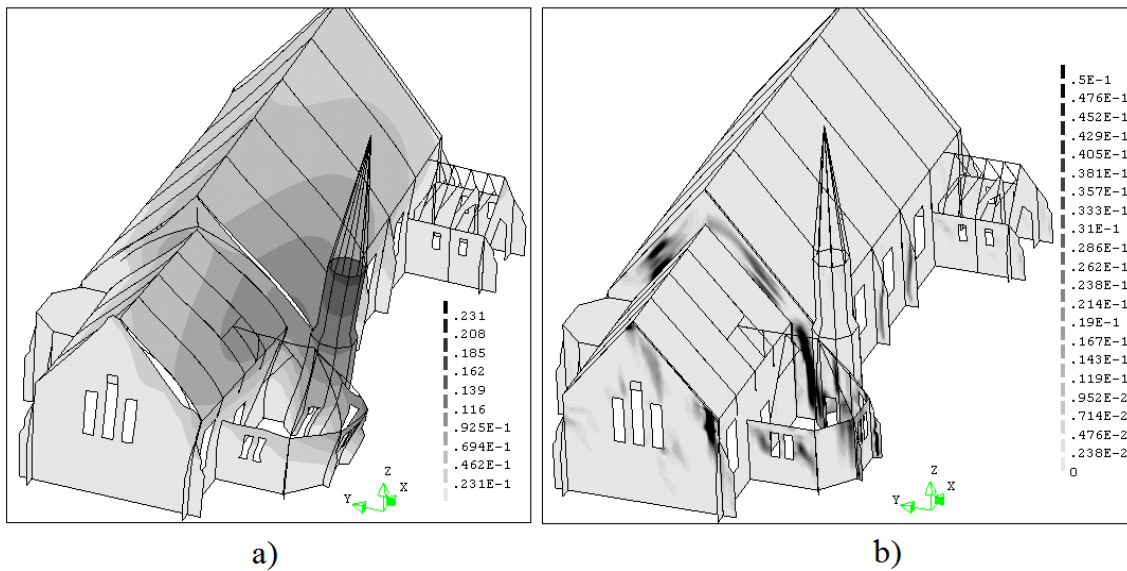 .231
.208
.185
.162
.139
.116
.925E-1
.694E-1
.462E-1
.231E-1
Z
X
Y
a)
.5E-1
.476E-1
.452E-1
.429E-1
.405E-1
.381E-1
.357E-1
.333E-1
.31E-1
.286E-1
.262E-1
.238E-1
.214E-1
.19E-1
.167E-1
.143E-1
.119E-1
.952E-2
.714E-2
.476E-2
.238E-2
0
Z
X
Y
b)